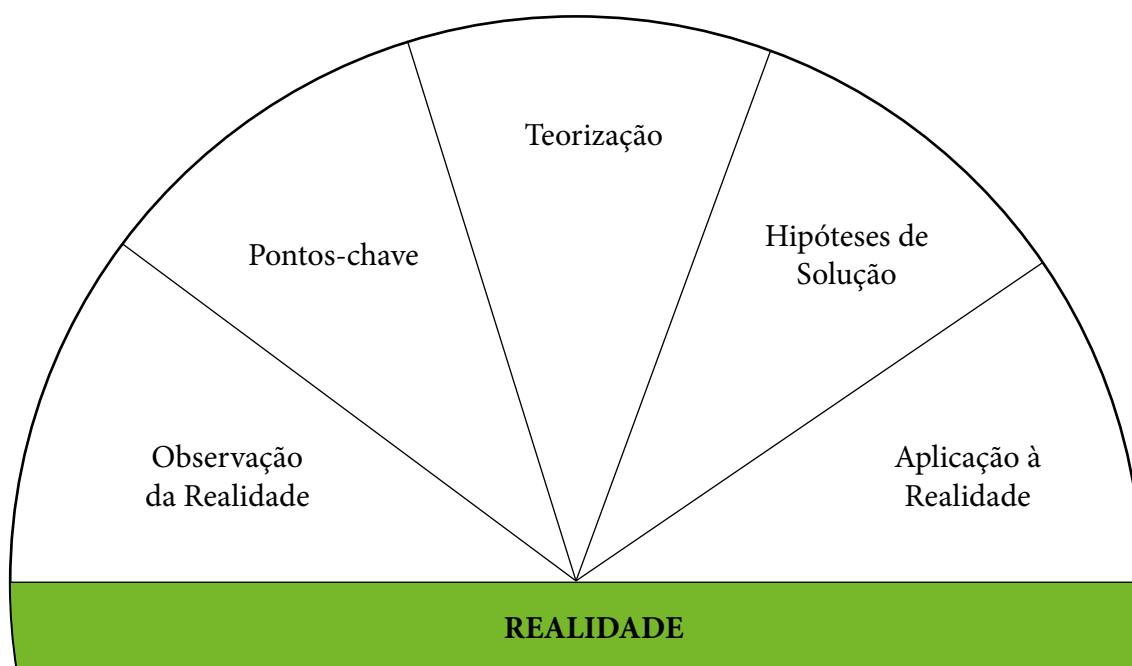 Teorização
Pontos-chave
Hipóteses de
Solução
Observação
da Realidade
Aplicação à
Realidade
REALIDADE